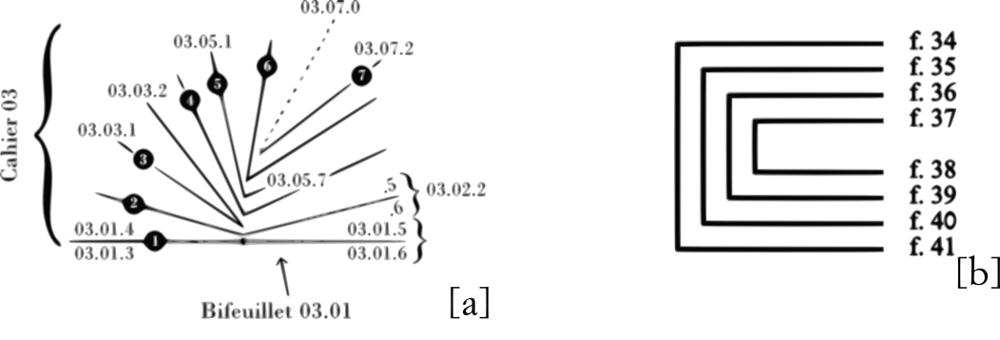 03.07.0
03.05.1
6
03.07.2
5
7
03.03.2
4
Cahier 03
03.03.1
3
03.05.7
.5
03.02.2
2
.6
03.01.4
03.01.5
1
03.01.3
03.01.6
Bifeuillet 03.01
[a]
f. 34
f. 35
f. 36
f. 37
f. 38
f. 39
f. 40
f. 41
[b]